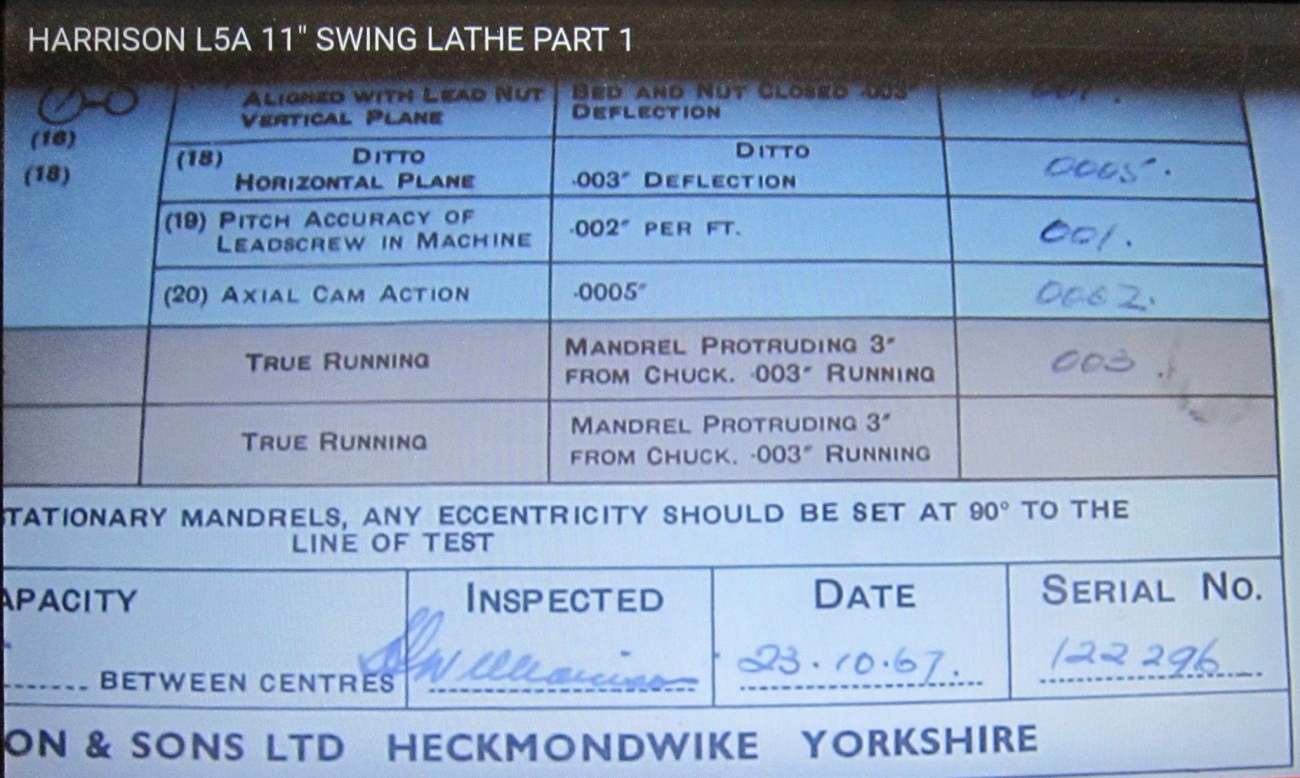 HARRISON L5A 11" SWING LATHE PART 1
ALIGNED WITH LEAD NUT
VERTICAL PLANE
BED AND NUT CLOSED .003"
DEFLECTION
001.
(16)
(18)
(18) DITTO
HORIZONTAL PLANE
DITTO
.003" DEFLECTION
0005.
(19) PITCH ACCURACY OF
LEADSCREW IN MACHINE
.002" PER FT.
001.
(20) AXIAL CAM ACTION
.0005"
0002.
TRUE RUNNING
MANDREL PROTRUDING 3"
FROM CHUCK. .003" RUNNING
003.
TRUE RUNNING
MANDREL PROTRUDING 3"
FROM CHUCK. .003" RUNNING
TATIONARY MANDRELS, ANY ECCENTRICITY SHOULD BE SET AT 90° TO THE
LINE OF TEST
APACITY
BETWEEN CENTRES
INSPECTED
DATE
23.10.67.
SERIAL NO.
122296
ON & SONS LTD HECKMONDWIKE YORKSHIRE